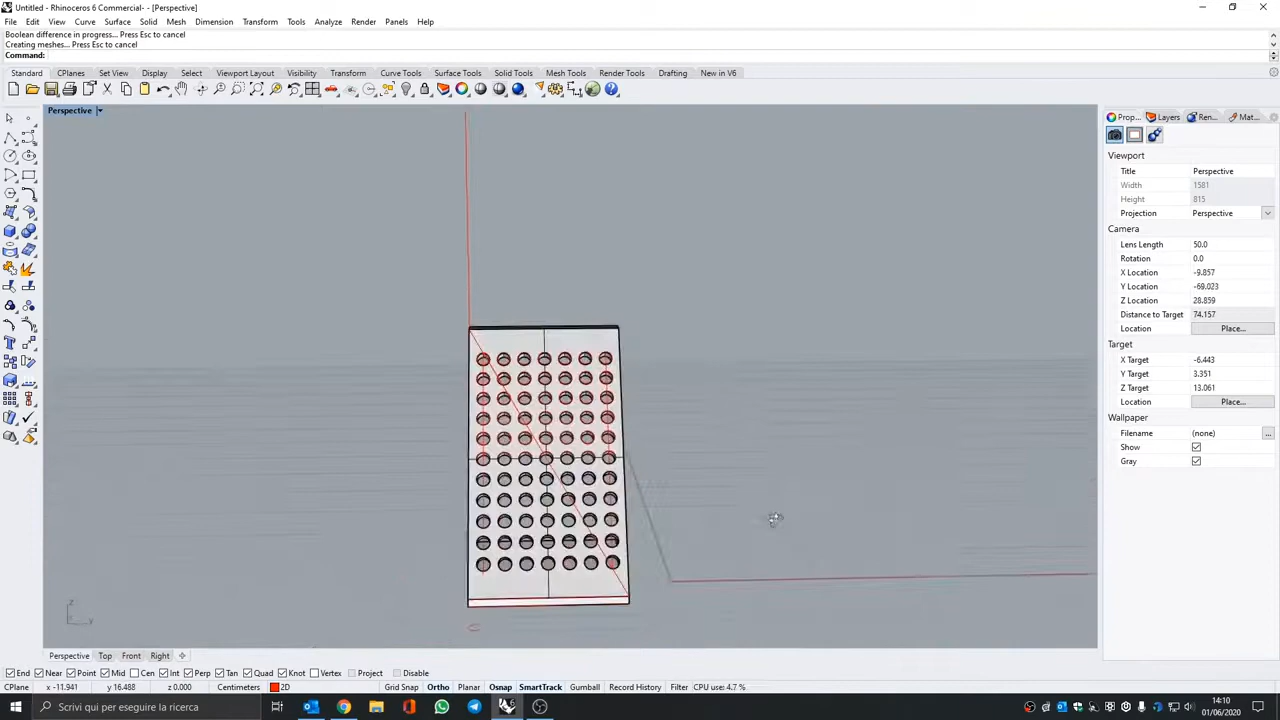 Untitled - Rhinoceros 6 Commercial- - [Perspective]
File Edit View Curve Surface Solid Mesh Dimension Transform Tools Analyze Render Panels Help
Boolean difference in progress... Press Esc to cancel
Creating meshes... Press Esc to cancel
Command:
Standard CPlanes Set View Display Select Viewport Layout Visibility Transform Curve Tools Surface Tools Solid Tools Mesh Tools Render Tools Drafting New in V6
Perspective
Prop... Layers Ren... Mat...
Viewport
Title Perspective
Width 1581
Height 815
Projection Perspective
Camera
Lens Length 50.0
Rotation 0.0
X Location -9.857
Y Location -69.023
Z Location 28.859
Distance to Target 74.157
Location Place...
Target
X Target -6.443
Y Target 3.351
Z Target 13.061
Location Place...
Wallpaper
Filename (none) ...
Show
Gray
z
Perspective Top Front Right
End Near Point Mid Cen Int Perp Tan Quad Knot Vertex Project Disable
CPlane x -11.941 y 16.488 z 0.000 Centimeters 2D Grid Snap Ortho Planar Osnap SmartTrack Gumball Record History Filter CPU use: 4.7 %
Scrivi qui per eseguire la ricerca
14:10
01/06/2020